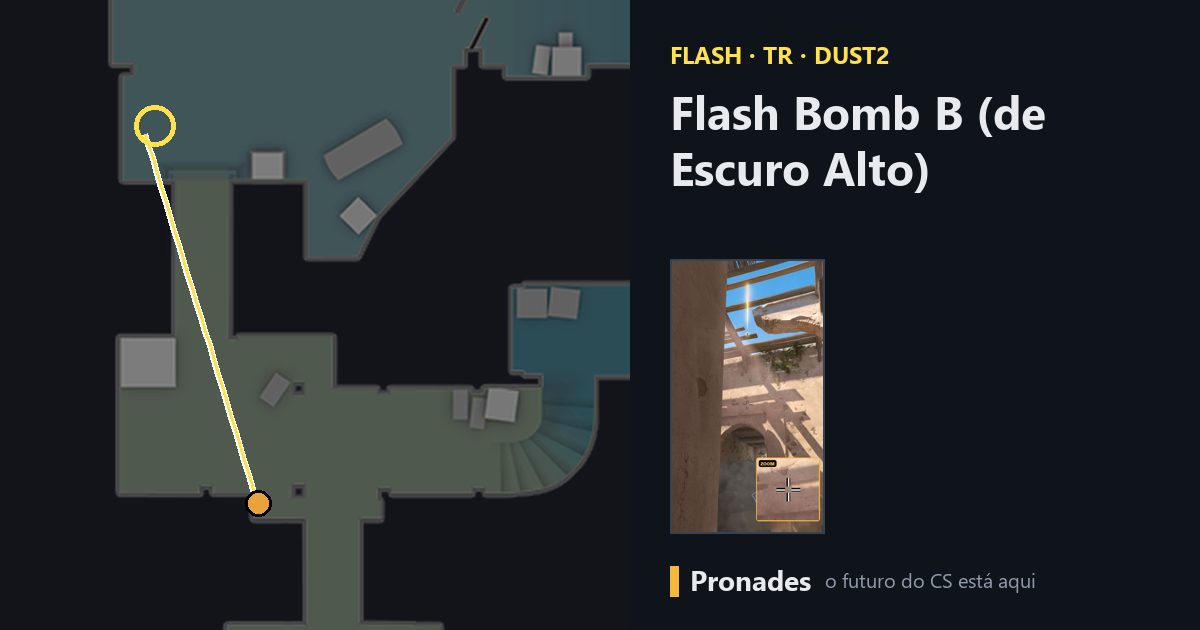 FLASH · TR · DUST2
Flash Bomb B (de
Escuro Alto)
ZOOM
Pronades o futuro do CS está aqui